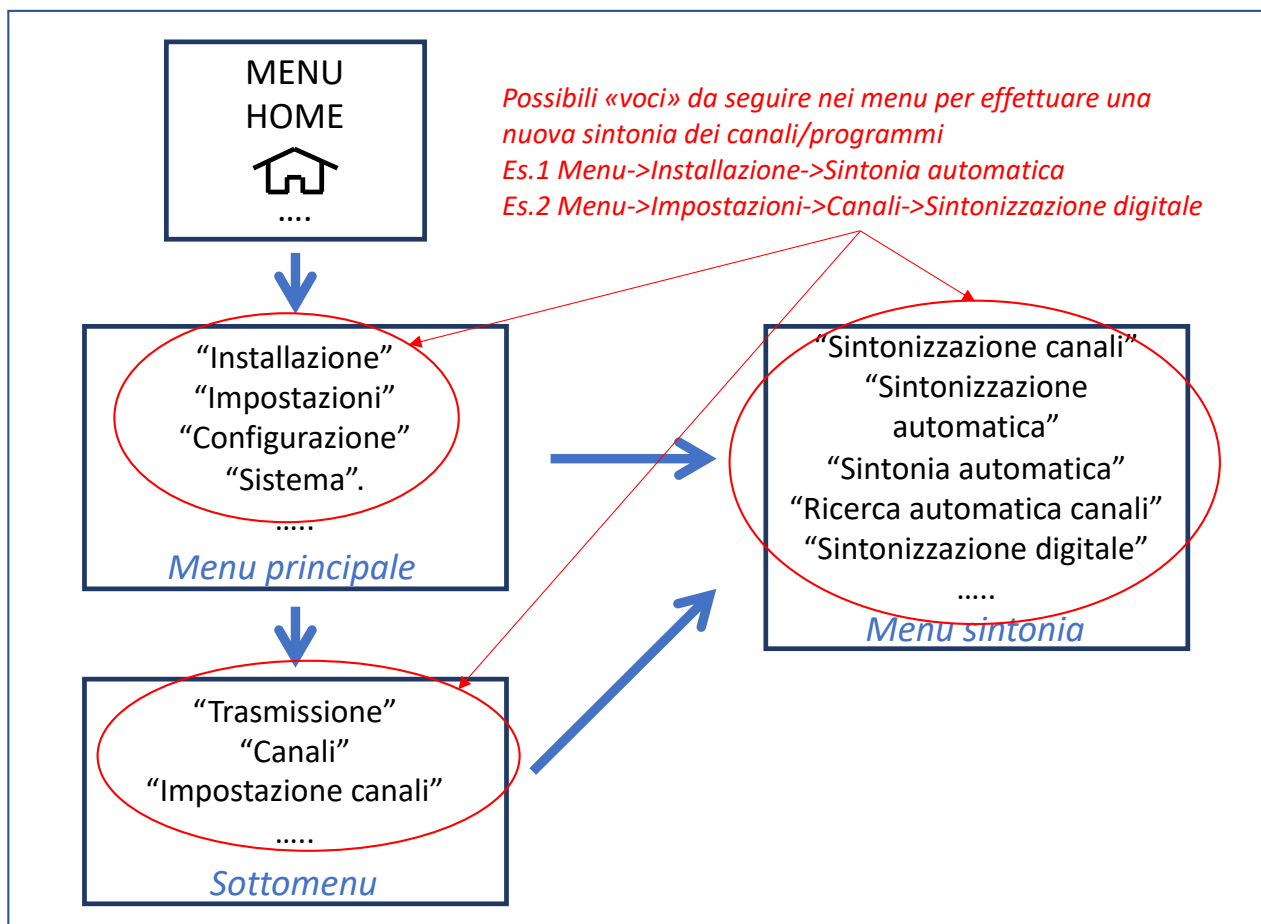 MENU
HOME
....
Possibili «voci» da seguire nei menu per effettuare una
nuova sintonia dei canali/programmi
Es.1 Menu->Installazione->Sintonia automatica
Es.2 Menu->Impostazioni->Canali->Sintonizzazione digitale
“Installazione”
“Impostazioni”
“Configurazione”
“Sistema”.
…..
Menu principale
“Sintonizzazione canali”
“Sintonizzazione
automatica”
“Sintonia automatica”
“Ricerca automatica canali”
“Sintonizzazione digitale”
…..
Menu sintonia
“Trasmissione”
“Canali”
“Impostazione canali”
…..
Sottomenu